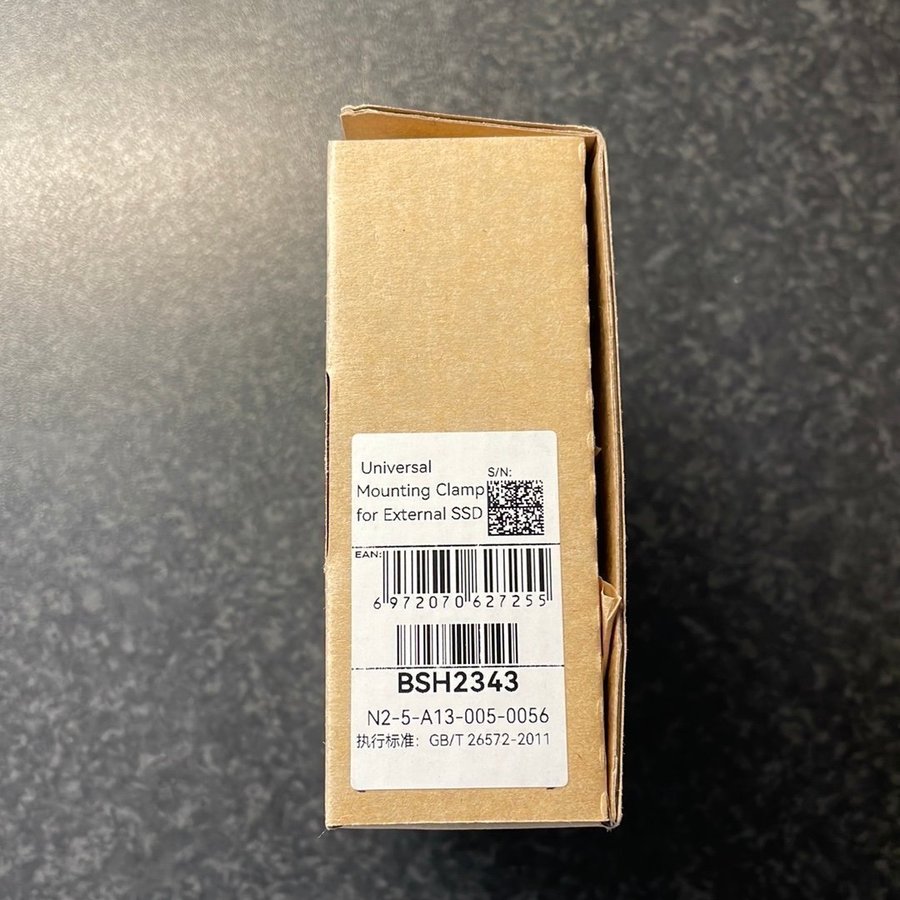 Universal
Mounting Clamp
for External SSD
S/N:
EAN:
6 972070 627255
BSH2343
N2-5-A13-005-0056
执行标准：GB/T 26572-2011